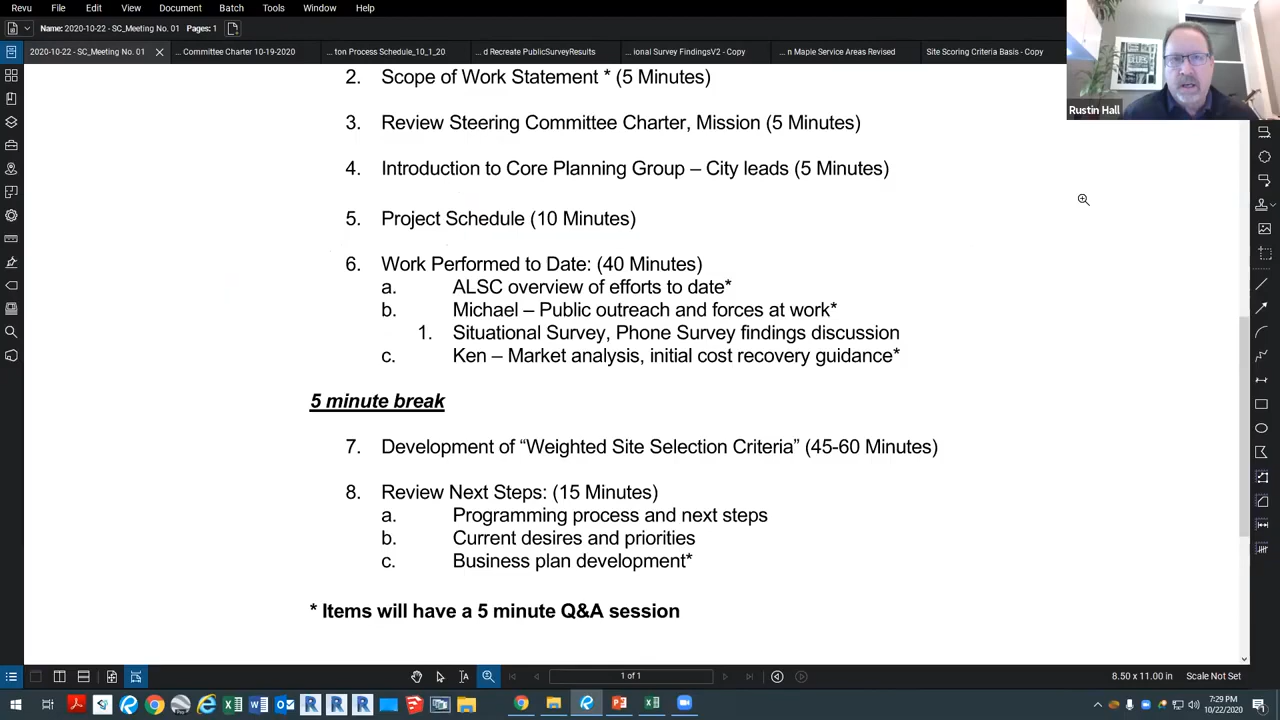 Revu File Edit View Document Batch Tools Window Help
Name: 2020-10-22 - SC_Meeting No. 01 Pages: 1
2020-10-22 - SC_Meeting No. 01
... Committee Charter 10-19-2020
... ton Process Schedule_10_1_20
... d Recreate PublicSurveyResults
... ional Survey FindingsV2 - Copy
... n Maple Service Areas Revised
Site Scoring Criteria Basis - Copy
Rustin Hall
2. Scope of Work Statement * (5 Minutes)
3. Review Steering Committee Charter, Mission (5 Minutes)
4. Introduction to Core Planning Group – City leads (5 Minutes)
5. Project Schedule (10 Minutes)
6. Work Performed to Date: (40 Minutes)
a. ALSC overview of efforts to date*
b. Michael – Public outreach and forces at work*
1. Situational Survey, Phone Survey findings discussion
c. Ken – Market analysis, initial cost recovery guidance*
5 minute break
7. Development of “Weighted Site Selection Criteria” (45-60 Minutes)
8. Review Next Steps: (15 Minutes)
a. Programming process and next steps
b. Current desires and priorities
c. Business plan development*
* Items will have a 5 minute Q&A session
1 of 1
8.50 x 11.00 in Scale Not Set
7:29 PM
10/22/2020